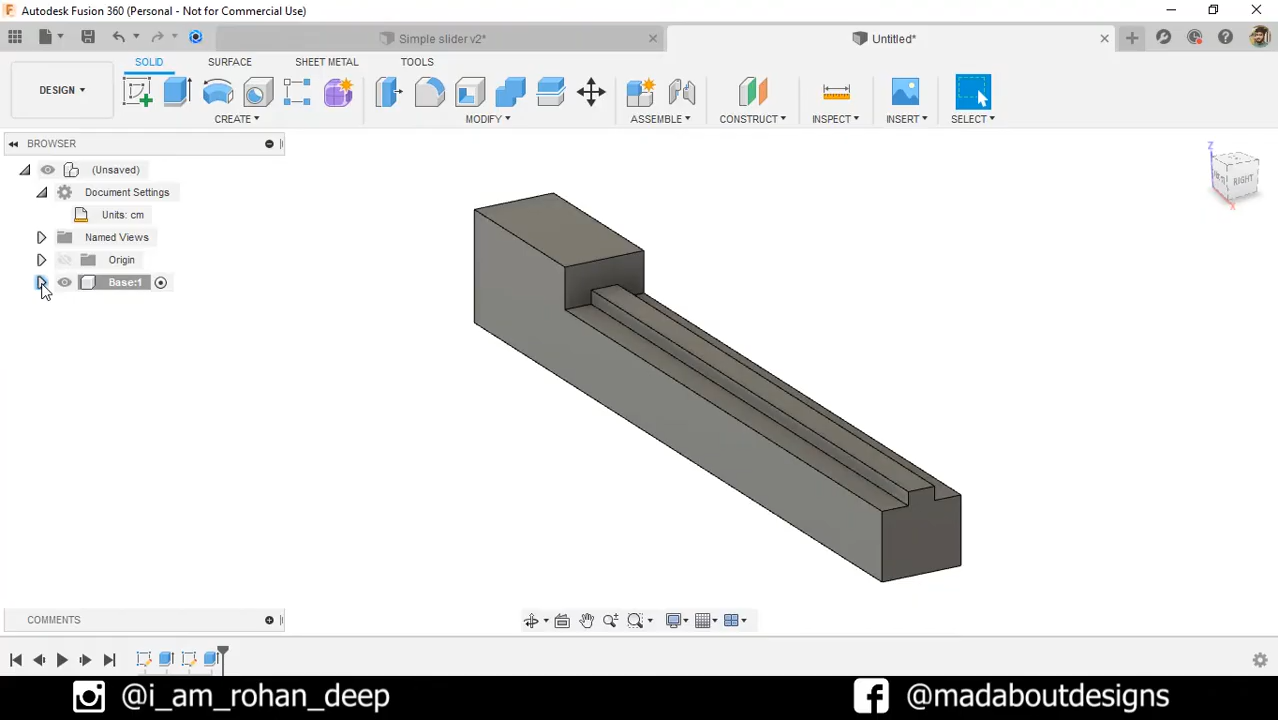 Autodesk Fusion 360 (Personal - Not for Commercial Use)
Simple slider v2*
Untitled*
DESIGN
SOLID
SURFACE
SHEET METAL
TOOLS
CREATE
MODIFY
ASSEMBLE
CONSTRUCT
INSPECT
INSERT
SELECT
BROWSER
(Unsaved)
Document Settings
Units: cm
Named Views
Origin
Base:1
Z
RIGHT
X
COMMENTS
@i_am_rohan_deep
@madaboutdesigns